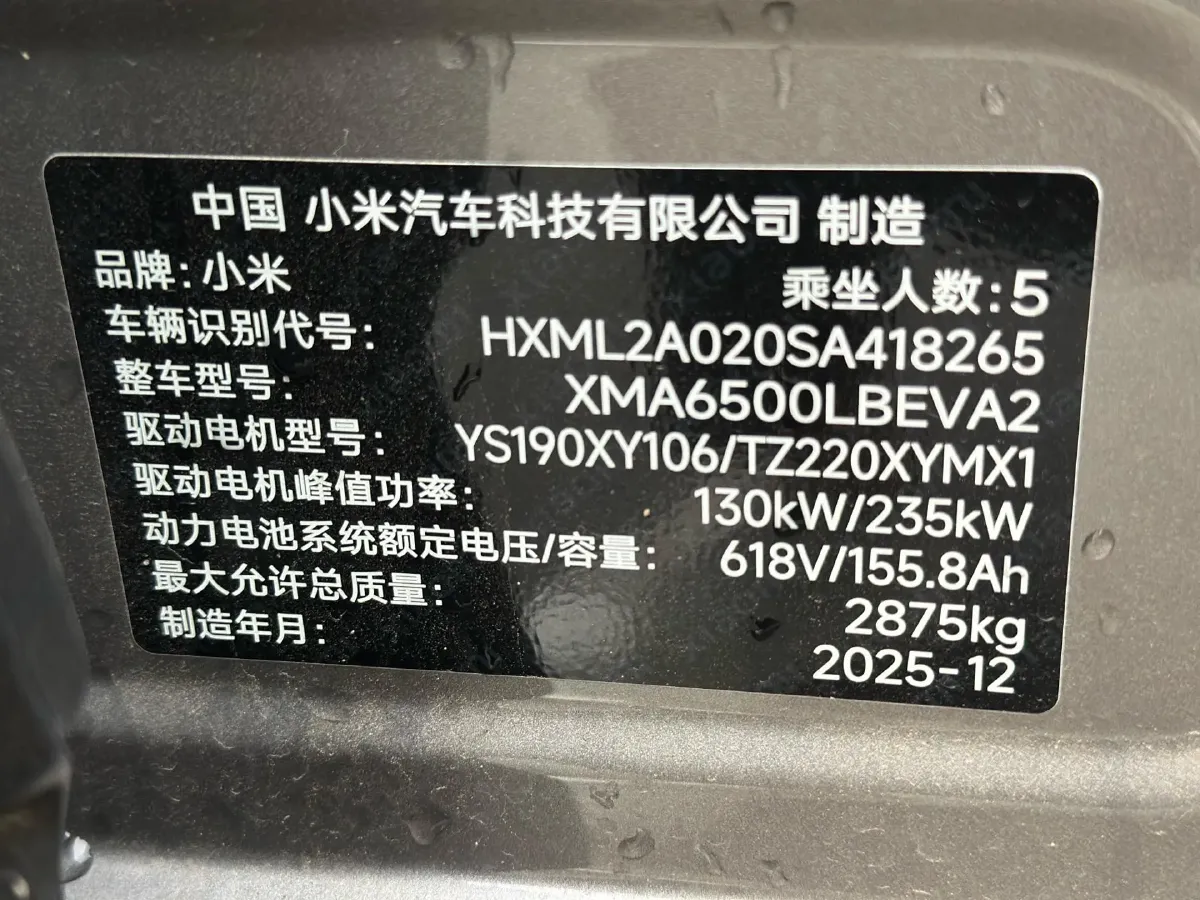 中国 小米汽车科技有限公司 制造
品牌:小米 乘坐人数:5
车辆识别代号: HXML2A020SA418265
整车型号: XMA6500LBEVA2
驱动电机型号: YS190XY106/TZ220XYMX1
驱动电机峰值功率: 130kW/235kW
动力电池系统额定电压/容量: 618V/155.8Ah
最大允许总质量: 2875kg
制造年月: 2025-12